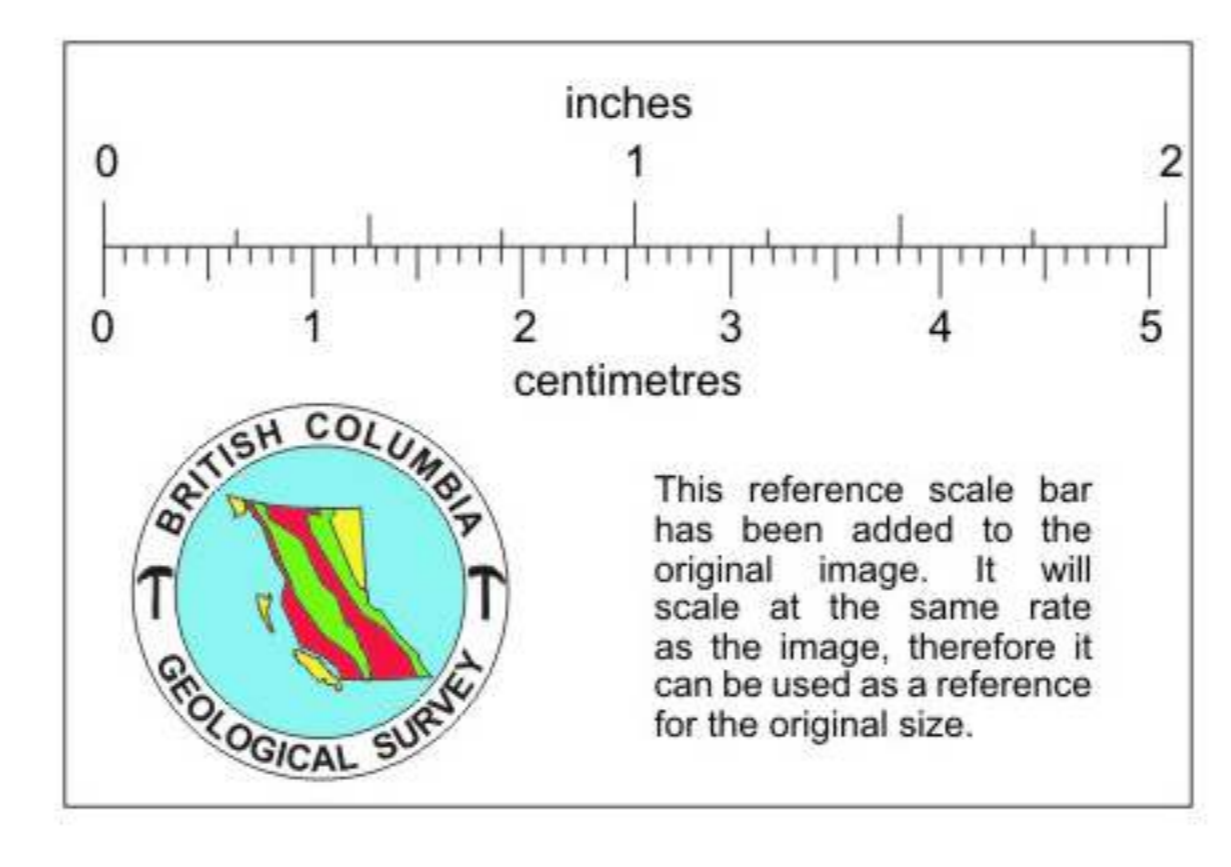 inches
0 1 2
0 1 2 3 4 5
centimetres
BRITISH COLUMBIA
GEOLOGICAL SURVEY
This reference scale bar
has been added to the
original image. It will
scale at the same rate
as the image, therefore it
can be used as a reference
for the original size.